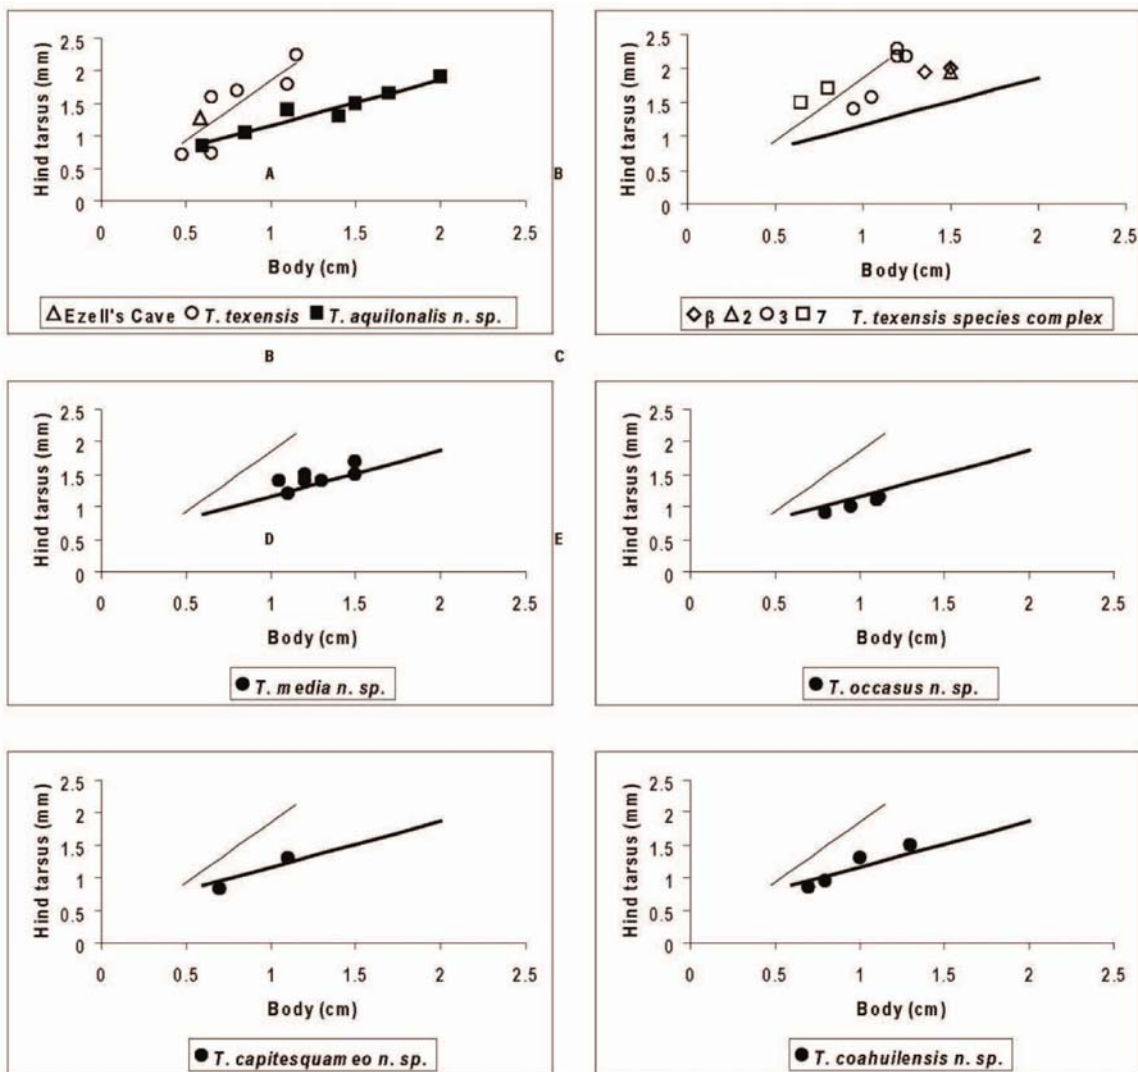 Hind tarsus (mm)
2.5
2
1.5
1
0.5
0
0 0.5 1 1.5 2 2.5
Body (cm)
A
Ezell's Cave T. texensis T. aquilonalis n. sp.
Hind tarsus (mm)
2.5
2
1.5
1
0.5
0
0 0.5 1 1.5 2 2.5
Body (cm)
B
β 2 3 7 T. texensis species complex
B
C
Hind tarsus (mm)
2.5
2
1.5
1
0.5
0
0 0.5 1 1.5 2 2.5
Body (cm)
D
T. media n. sp.
Hind tarsus (mm)
2.5
2
1.5
1
0.5
0
0 0.5 1 1.5 2 2.5
Body (cm)
E
T. occasus n. sp.
Hind tarsus (mm)
2.5
2
1.5
1
0.5
0
0 0.5 1 1.5 2 2.5
Body (cm)
T. capitesquameo n. sp.
Hind tarsus (mm)
2.5
2
1.5
1
0.5
0
0 0.5 1 1.5 2 2.5
Body (cm)
T. coahuilensis n. sp.